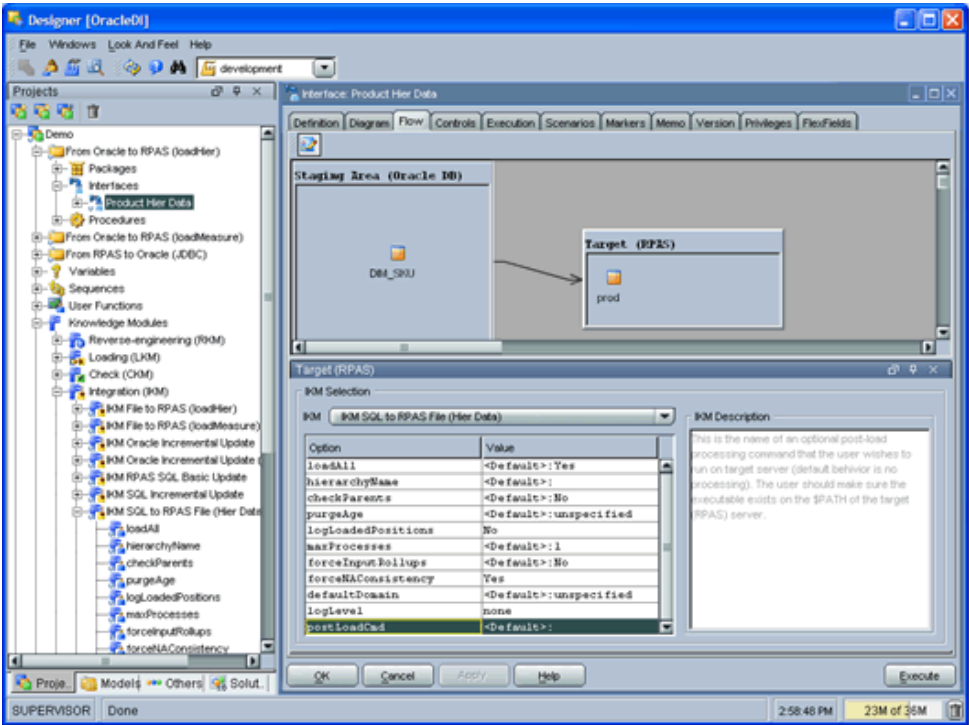 Designer [OracleDI]
File Windows Look And Feel Help
development
Projects
Demo
From Oracle to RPAS (loadHier)
Packages
Interfaces
Product Hier Data
Procedures
From Oracle to RPAS (loadMeasure)
From RPAS to Oracle (JDBC)
Variables
Sequences
User Functions
Knowledge Modules
Reverse-engineering (RKM)
Loading (LKM)
Check (CKM)
Integration (IKM)
IKM File to RPAS (loadHier)
IKM File to RPAS (loadMeasure)
IKM Oracle Incremental Update
IKM Oracle Incremental Update (
IKM RPAS SQL Basic Update
IKM SQL Incremental Update
IKM SQL to RPAS File (Hier Data
loadAll
hierarchyName
checkParents
purgeAge
logLoadedPositions
maxProcesses
forceInputRollups
forceNAConsistency
Proje.. Models Others Solut..
Interface: Product Hier Data
Definition Diagram Flow Controls Execution Scenarios Markers Memo Version Privileges FlexFields
Staging Area (Oracle DB)
DIM_SKU
Target (RPAS)
prod
Target (RPAS)
IKM Selection
IKM IKM SQL to RPAS File (Hier Data)
Option Value
loadAll <Default>:Yes
hierarchyName <Default>:
checkParents <Default>:No
purgeAge <Default>:unspecified
logLoadedPositions No
maxProcesses <Default>:1
forceInputRollups <Default>:No
forceNAConsistency Yes
defaultDomain <Default>:unspecified
logLevel none
postLoadCmd <Default>:
IKM Description
This is the name of an optional post-load
processing command that the user wishes to
run on target server (default behivior is no
processing). The user should make sure the
executable exists on the $PATH of the target
(RPAS) server.
OK Cancel Apply Help Execute
SUPERVISOR Done 2:58:48 PM 23M of 36M